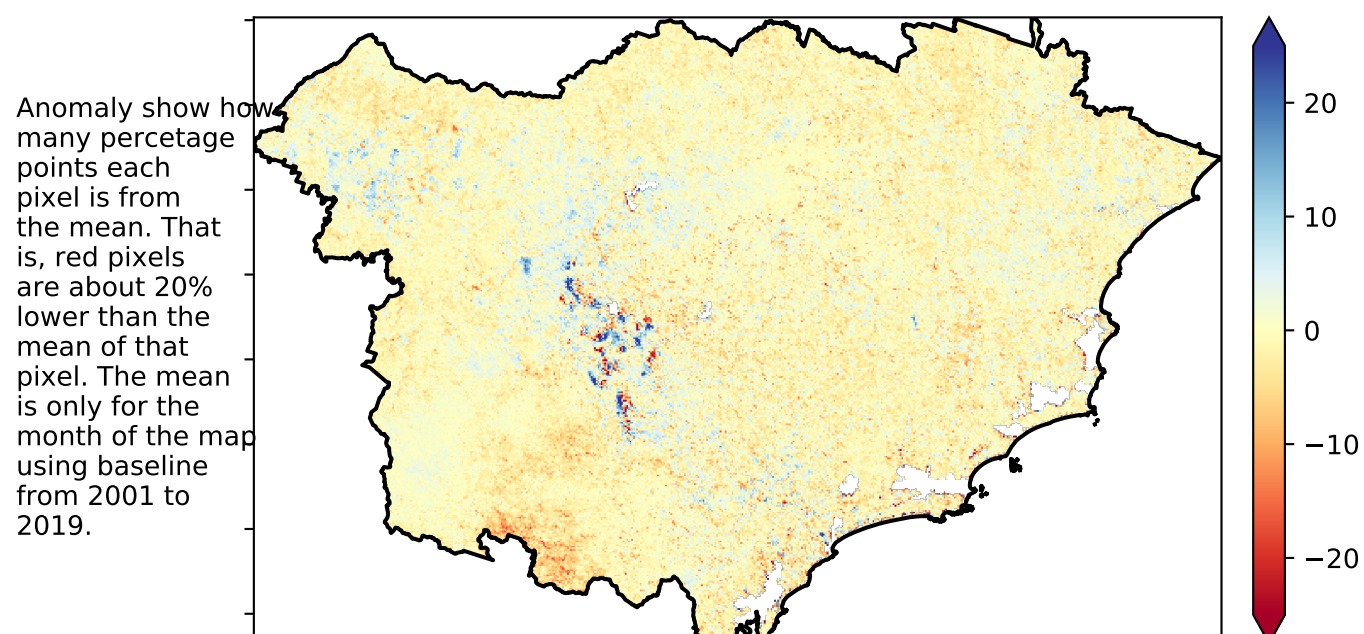 Anomaly show how
many percetage
points each
pixel is from
the mean. That
is, red pixels
are about 20%
lower than the
mean of that
pixel. The mean
is only for the
month of the map
using baseline
from 2001 to
2019.
20
10
0
−10
−20